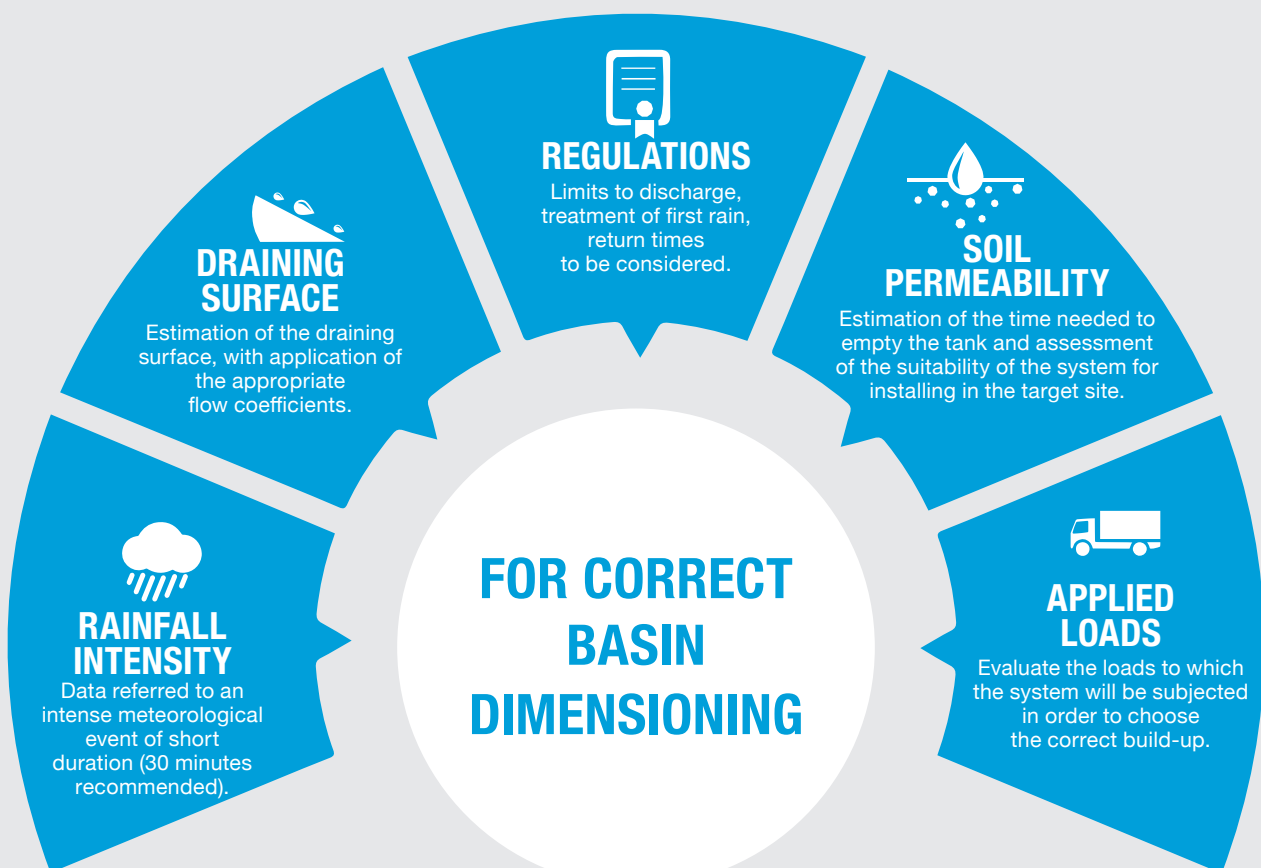 REGULATIONS
Limits to discharge,
treatment of first rain,
return times
to be considered.
DRAINING
SURFACE
Estimation of the draining
surface, with application of
the appropriate
flow coefficients.
SOIL
PERMEABILITY
Estimation of the time needed to
empty the tank and assessment
of the suitability of the system for
installing in the target site.
RAINFALL
INTENSITY
Data referred to an
intense meteorological
event of short
duration (30 minutes
recommended).
FOR CORRECT
BASIN
DIMENSIONING
APPLIED
LOADS
Evaluate the loads to which
the system will be subjected
in order to choose
the correct build-up.